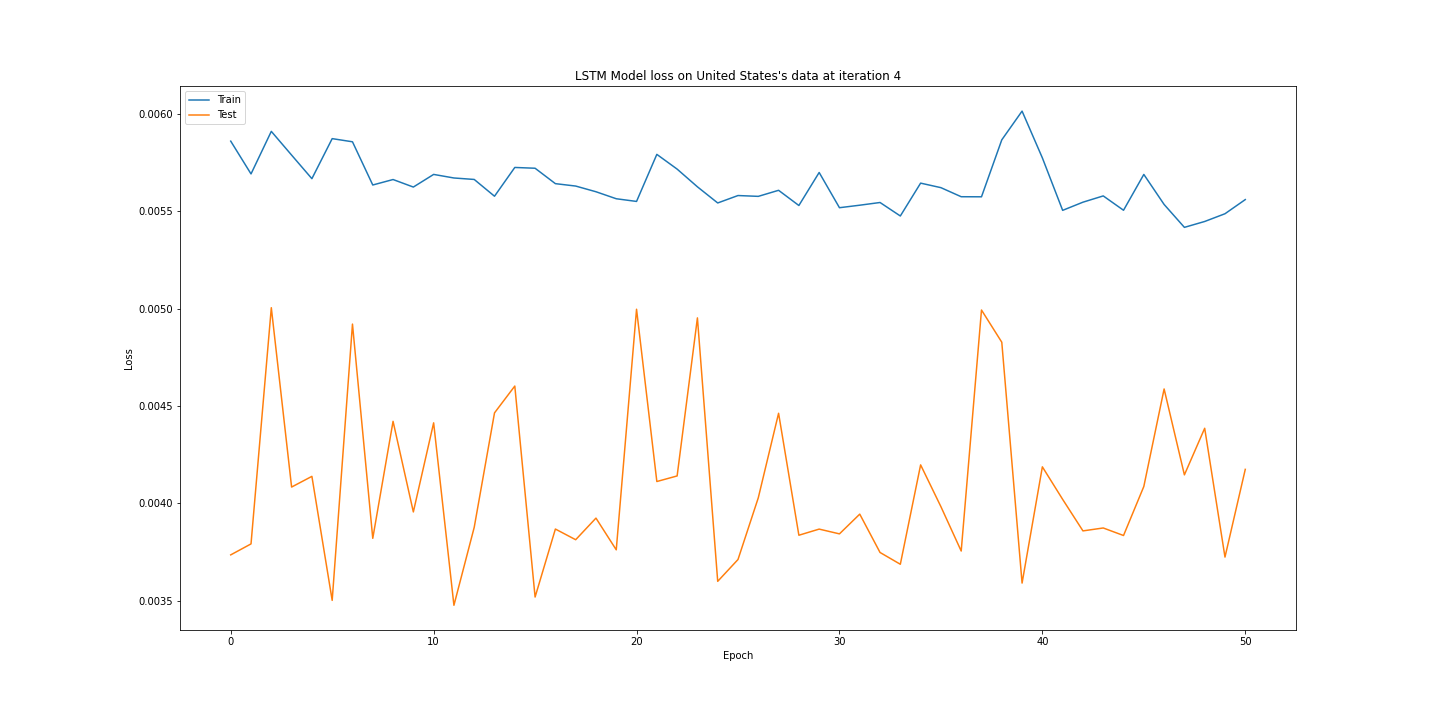 LSTM Model loss on United States's data at iteration 4
Train
Test
0.0060
0.0055
0.0050
0.0045
0.0040
0.0035
Loss
0 10 20 30 40 50
Epoch